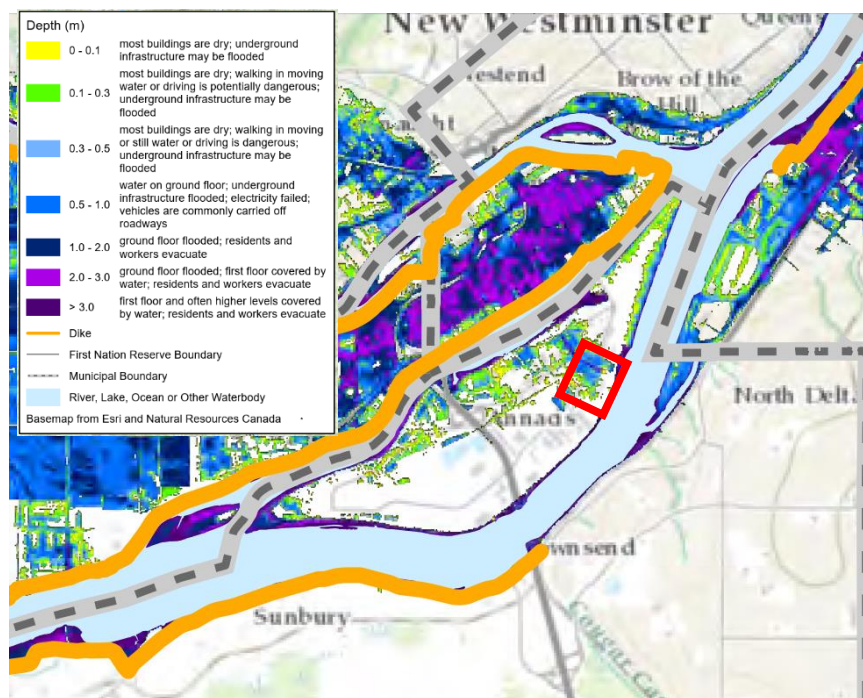 Depth (m)
0 - 0.1 most buildings are dry; underground
infrastructure may be flooded
0.1 - 0.3 most buildings are dry; walking in moving
water or driving is potentially dangerous;
underground infrastructure may be
flooded
0.3 - 0.5 most buildings are dry; walking in moving
or still water or driving is dangerous;
underground infrastructure may be
flooded
0.5 - 1.0 water on ground floor; underground
infrastructure flooded; electricity failed;
vehicles are commonly carried off
roadways
1.0 - 2.0 ground floor flooded; residents and
workers evacuate
2.0 - 3.0 ground floor flooded; first floor covered by
water; residents and workers evacuate
> 3.0 first floor and often higher levels covered
by water; residents and workers evacuate
Dike
First Nation Reserve Boundary
Municipal Boundary
River, Lake, Ocean or Other Waterbody
Basemap from Esri and Natural Resources Canada
New Westminster
Queen's
Brow of the
Hill
North Delta
Sunbury